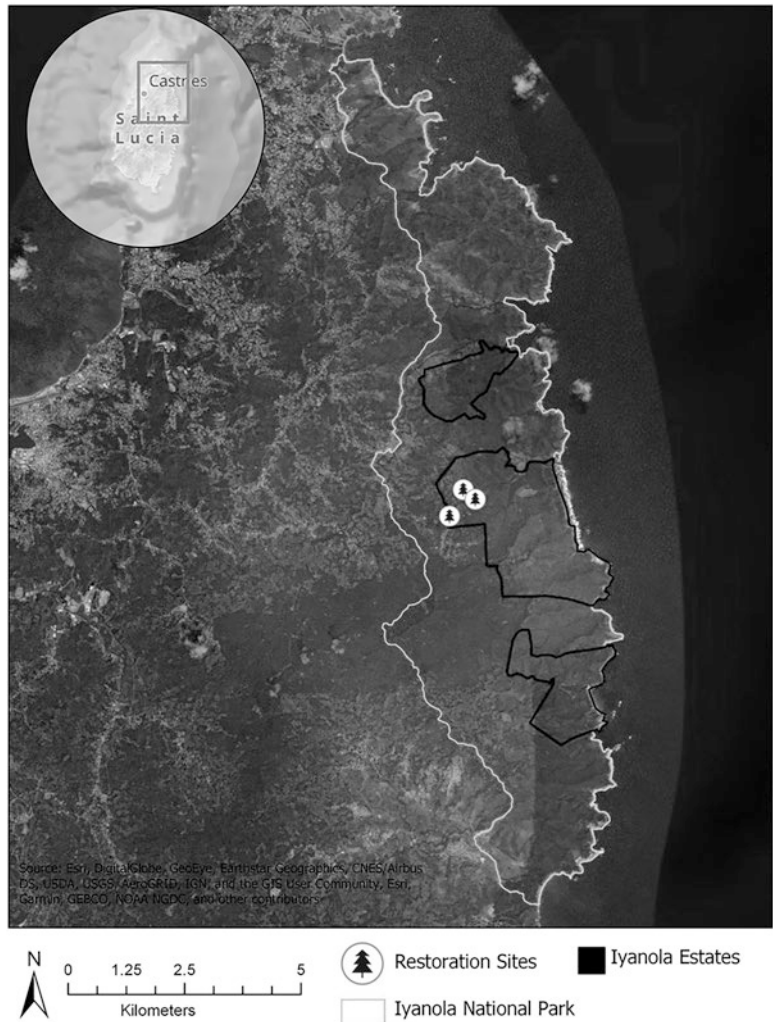 Castries
Saint
Lucia
Source: Esri, DigitalGlobe, GeoEye, Earthstar Geographics, CNES/Airbus
DS, USDA, USGS, AeroGRID, IGN, and the GIS User Community, Esri,
Garmin, GEBCO, NOAA NGDC, and other contributors
N
0 1.25 2.5 5
Kilometers
Restoration Sites
Iyanola Estates
Iyanola National Park